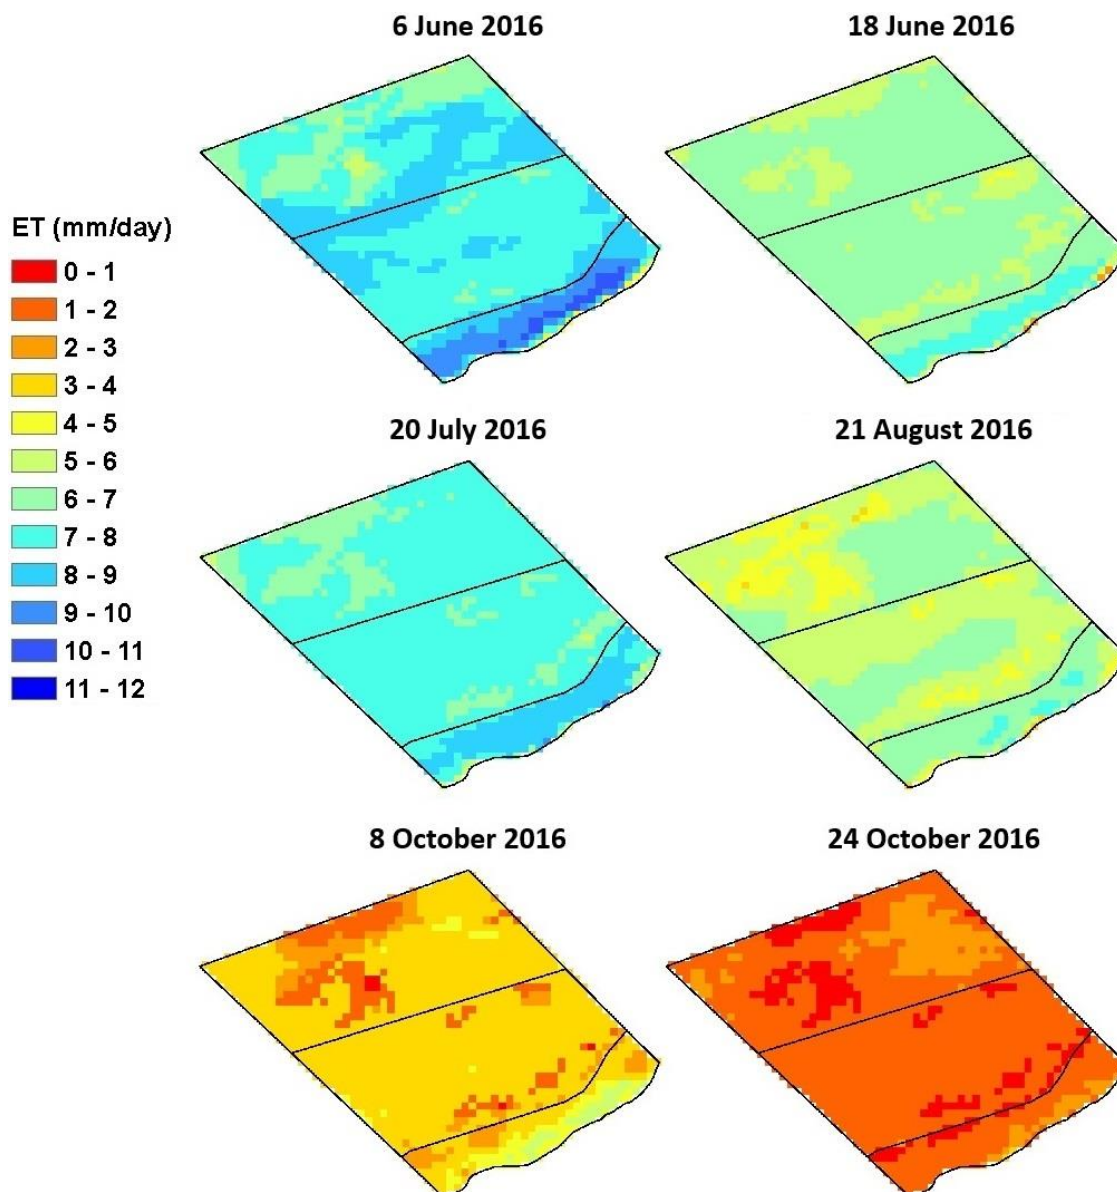 6 June 2016
18 June 2016
ET (mm/day)
0 - 1
1 - 2
2 - 3
3 - 4
4 - 5
5 - 6
6 - 7
7 - 8
8 - 9
9 - 10
10 - 11
11 - 12
20 July 2016
21 August 2016
8 October 2016
24 October 2016